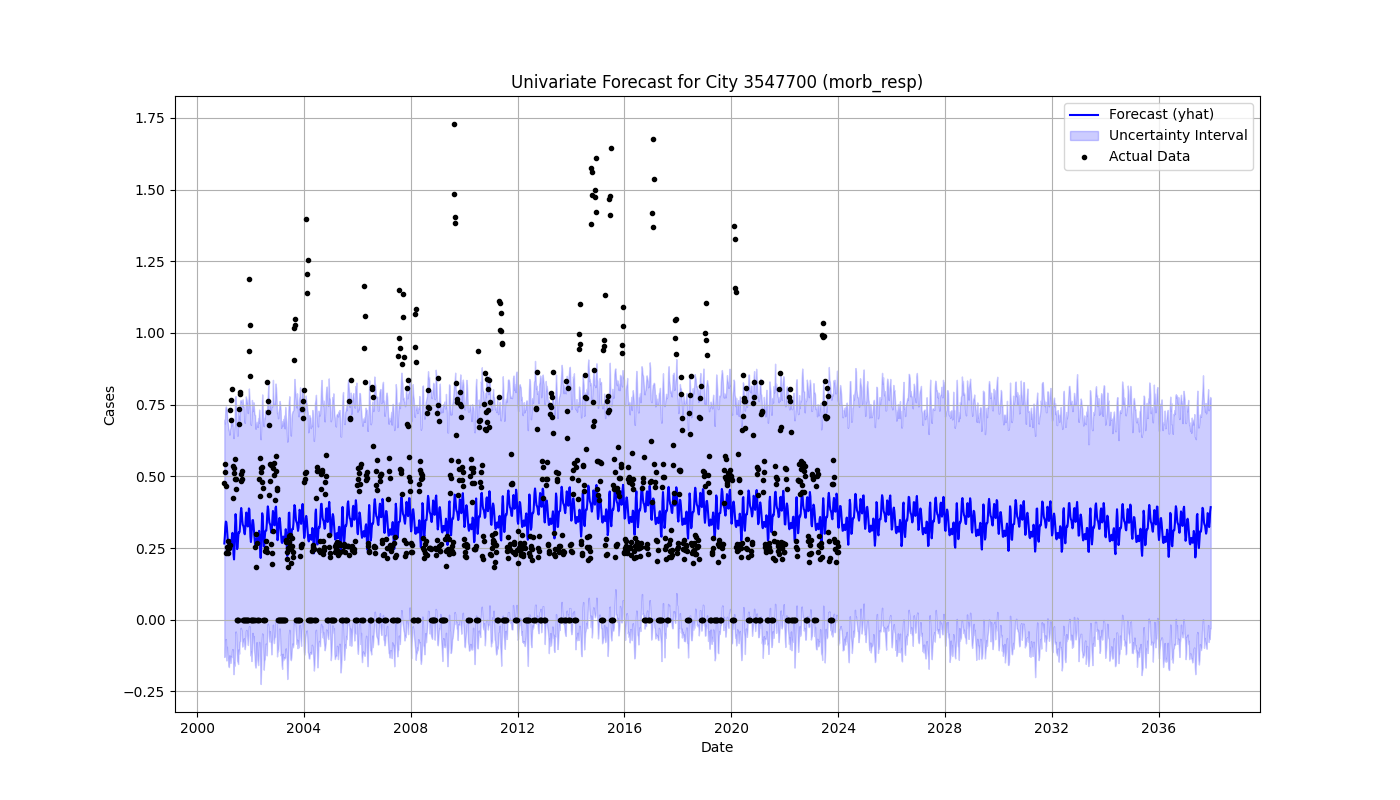 Univariate Forecast for City 3547700 (morb_resp)
Forecast (yhat)
Uncertainty Interval
Actual Data
1.75
1.50
1.25
1.00
0.75
0.50
0.25
0.00
−0.25
Cases
2000 2004 2008 2012 2016 2020 2024 2028 2032 2036
Date